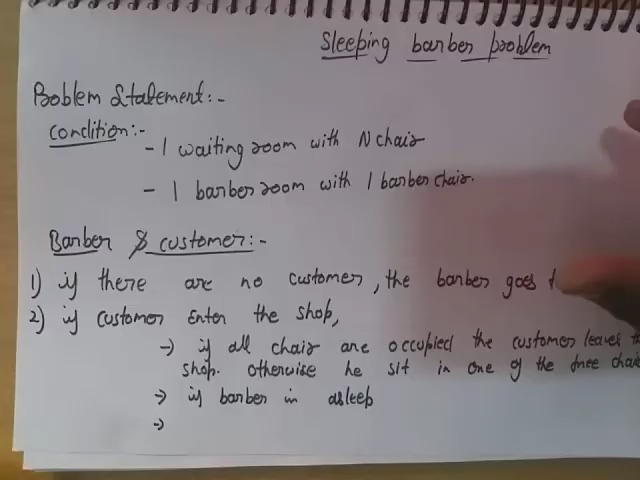 Sleeping barber problem
Problem Statement:-
Condition:-
- 1 waiting room with N chair
- 1 barber room with 1 barber chair.
Barber & customer:-
1) if there are no customer, the barber goes
2) if customer Enter the shop,
→ if all chair are occupied the customer leaves
shop. otherwise he sit in one of the free chair
→ if barber in asleep
→